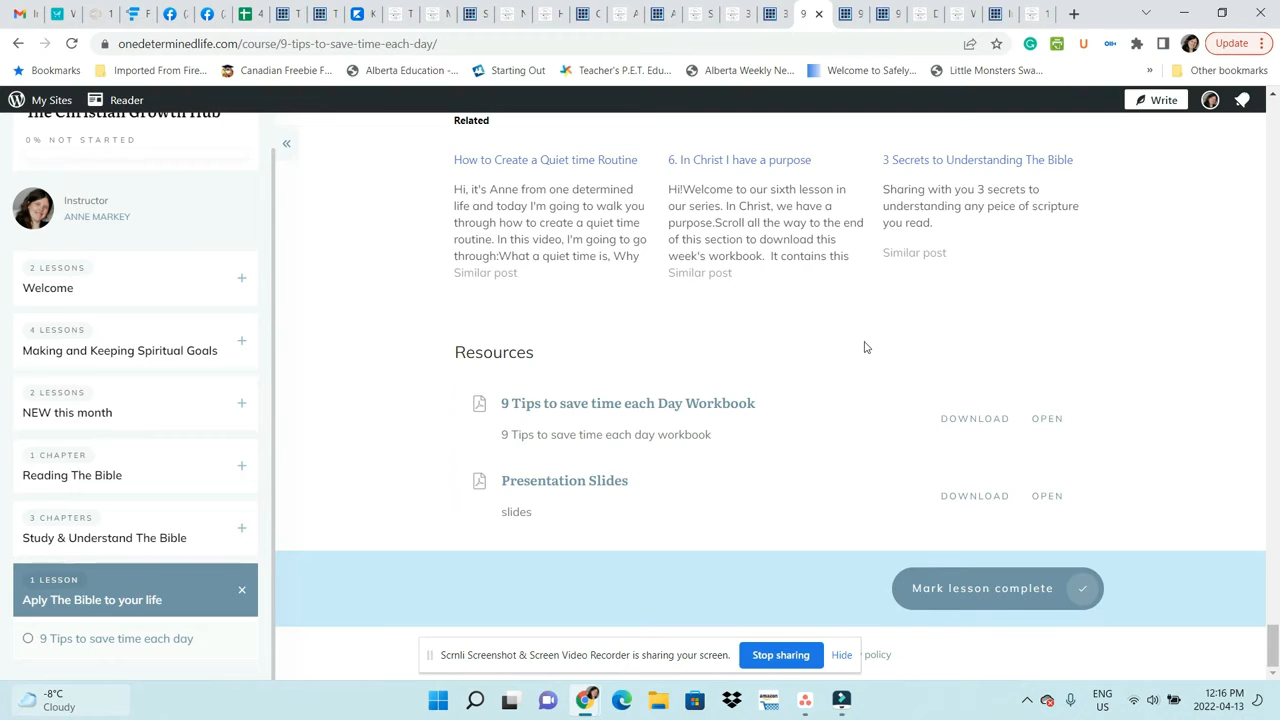 9
onedeterminedlife.com/course/9-tips-to-save-time-each-day/
Update
Bookmarks
Imported From Fire...
Canadian Freebie F...
Alberta Education -...
Starting Out
Teacher's P.E.T. Edu...
Alberta Weekly Ne...
Welcome to Safely...
Little Monsters Swa...
»
Other bookmarks
My Sites
Reader
Write
The Christian Growth Hub
0% NOT STARTED
Instructor
ANNE MARKEY
2 LESSONS
Welcome
4 LESSONS
Making and Keeping Spiritual Goals
2 LESSONS
NEW this month
1 CHAPTER
Reading The Bible
3 CHAPTERS
Study & Understand The Bible
1 LESSON
Aply The Bible to your life
9 Tips to save time each day
Related
How to Create a Quiet time Routine
Hi, it's Anne from one determined
life and today I'm going to walk you
through how to create a quiet time
routine. In this video, I'm going to go
through:What a quiet time is, Why
Similar post
6. In Christ I have a purpose
Hi!Welcome to our sixth lesson in
our series. In Christ, we have a
purpose.Scroll all the way to the end
of this section to download this
week's workbook. It contains this
Similar post
3 Secrets to Understanding The Bible
Sharing with you 3 secrets to
understanding any peice of scripture
you read.
Similar post
Resources
9 Tips to save time each Day Workbook
9 Tips to save time each day workbook
DOWNLOAD OPEN
Presentation Slides
slides
DOWNLOAD OPEN
Mark lesson complete
Scrnli Screenshot & Screen Video Recorder is sharing your screen.
Stop sharing
Hide
policy
-8°C
Cloudy
amazon
ENG
US
12:16 PM
2022-04-13